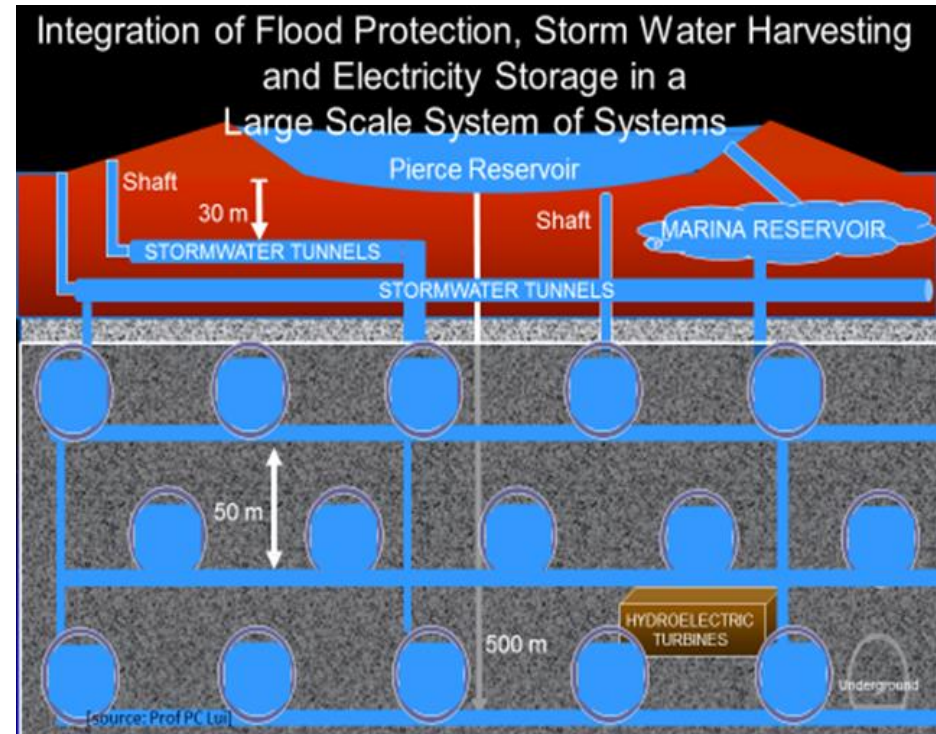 Integration of Flood Protection, Storm Water Harvesting
and Electricity Storage in a
Large Scale System of Systems
Pierce Reservoir
Shaft
30 m
Shaft
MARINA RESERVOIR
STORMWATER TUNNELS
STORMWATER TUNNELS
50 m
HYDROELECTRIC
TURBINES
500 m
Underground
[source: Prof PC Lui]